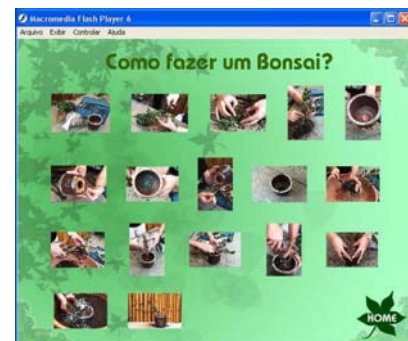 Macromedia Flash Player 6
Arquivo Exibir Controlar Ajuda
Como fazer um Bonsai?
HOME